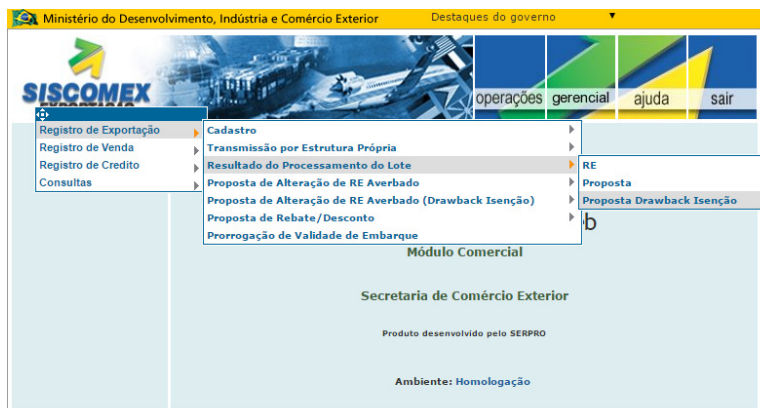 Ministério do Desenvolvimento, Indústria e Comércio Exterior
Destaques do governo
SISCOMEX
EXPORTAÇÃO
operações gerencial ajuda sair
Registro de Exportação
Registro de Venda
Registro de Credito
Consultas
Cadastro
Transmissão por Estrutura Própria
Resultado do Processamento do Lote
Proposta de Alteração de RE Averbado
Proposta de Alteração de RE Averbado (Drawback Isenção)
Proposta de Rebate/Desconto
Prorrogação de Validade de Embarque
RE
Proposta
Proposta Drawback Isenção
b
Módulo Comercial
Secretaria de Comércio Exterior
Produto desenvolvido pelo SERPRO
Ambiente: Homologação